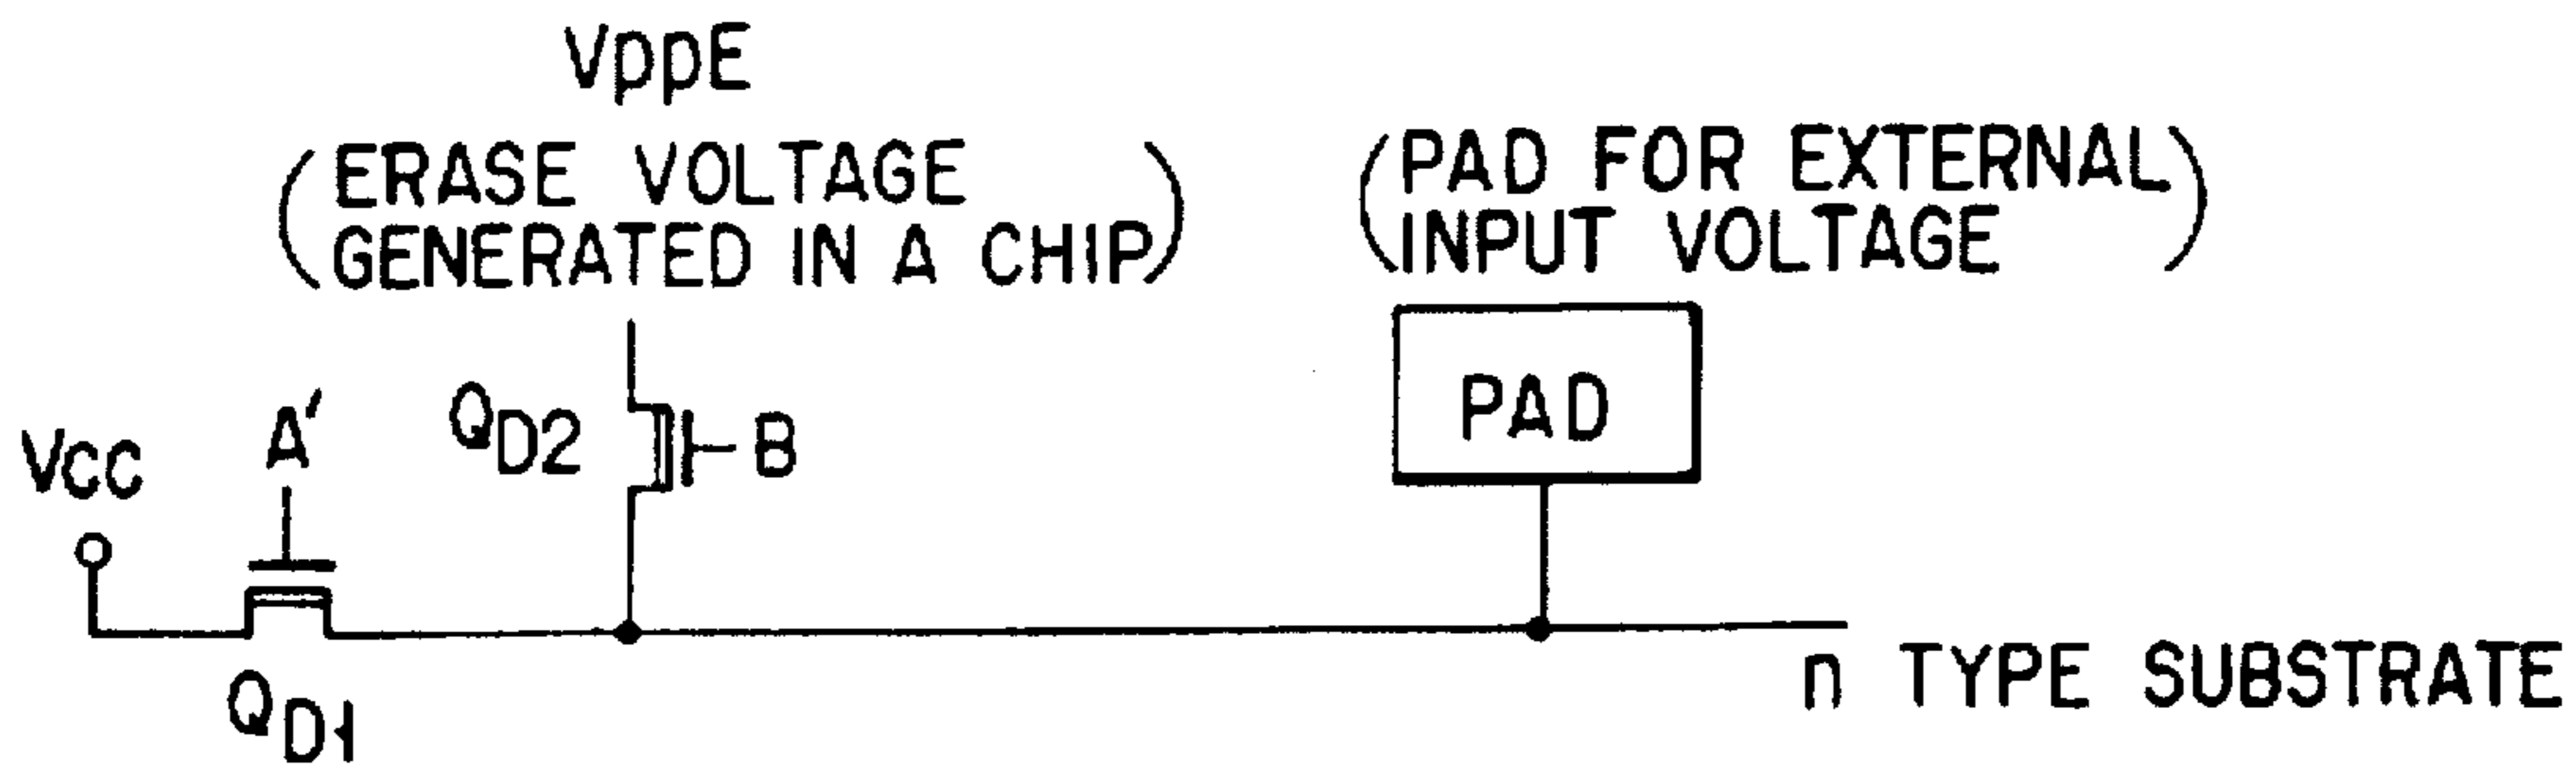 VppE
(ERASE VOLTAGE
GENERATED IN A CHIP)
(PAD FOR EXTERNAL
INPUT VOLTAGE)
PAD
QD2
B
A'
Vcc
QD1
n TYPE SUBSTRATE